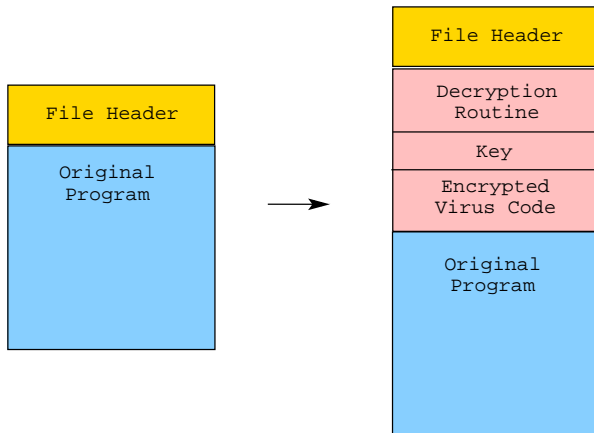 File Header
Original
Program
File Header
Decryption
Routine
Key
Encrypted
Virus Code
Original
Program